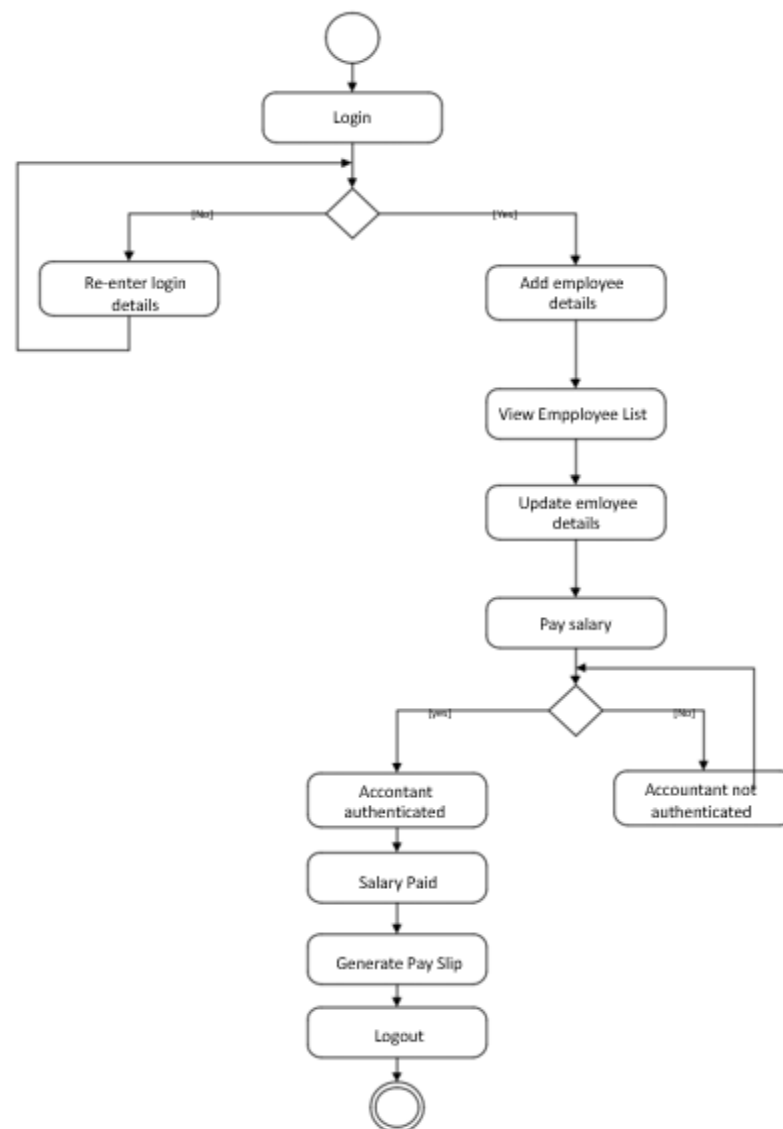 Login
[No]
[Yes]
Re-enter login
details
Add employee
details
View Empployee List
Update emloyee
details
Pay salary
[yes]
[No]
Accontant
authenticated
Accountant not
authenticated
Salary Paid
Generate Pay Slip
Logout